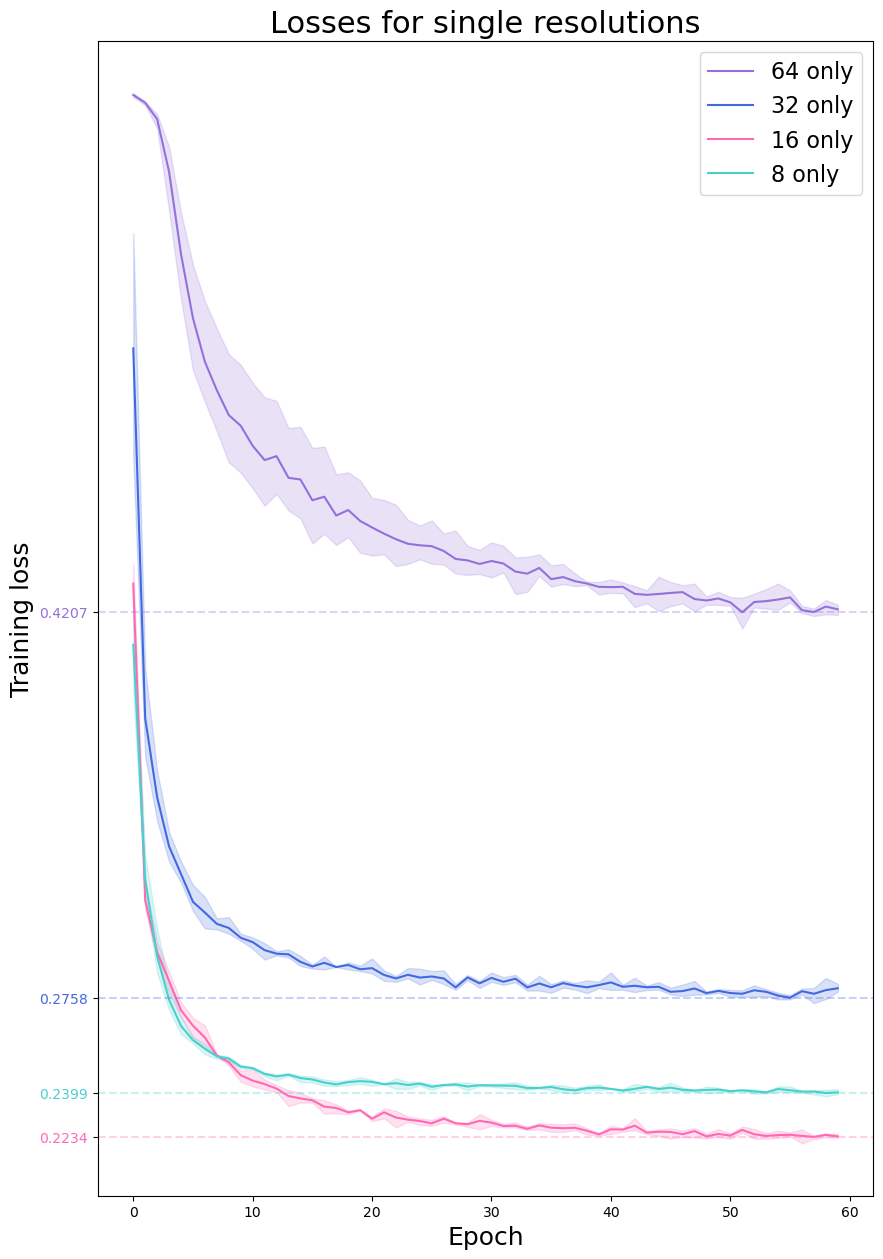 Losses for single resolutions
64 only
32 only
16 only
8 only
Training loss
0.4207
0.2758
0.2399
0.2234
0 10 20 30 40 50 60
Epoch